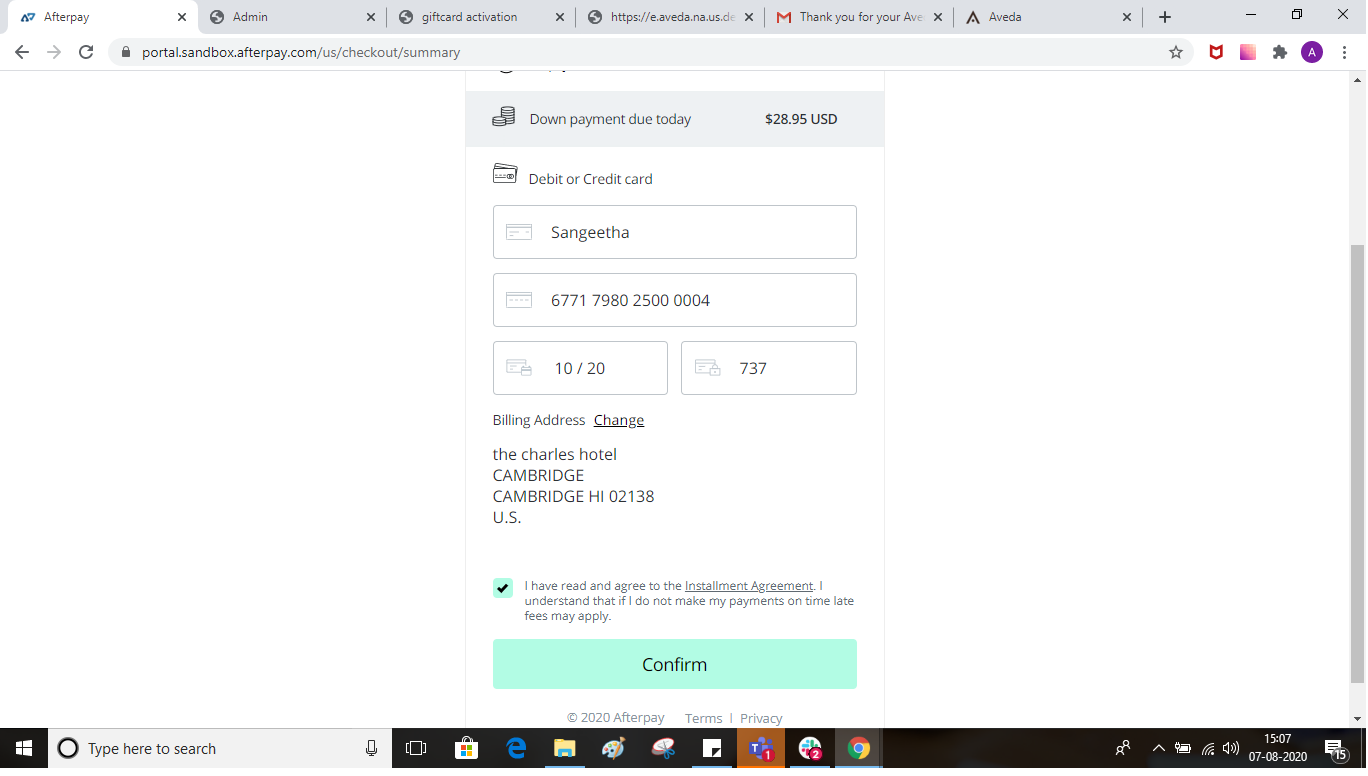 Afterpay
Admin
giftcard activation
https://e.aveda.na.us.de
Thank you for your Ave
Aveda
portal.sandbox.afterpay.com/us/checkout/summary
A
Down payment due today $28.95 USD
Debit or Credit card
Sangeetha
6771 7980 2500 0004
10 / 20 737
Billing Address Change
the charles hotel
CAMBRIDGE
CAMBRIDGE HI 02138
U.S.
I have read and agree to the Installment Agreement. I
understand that if I do not make my payments on time late
fees may apply.
Confirm
© 2020 Afterpay Terms | Privacy
Type here to search
1
2
15:07
07-08-2020
15